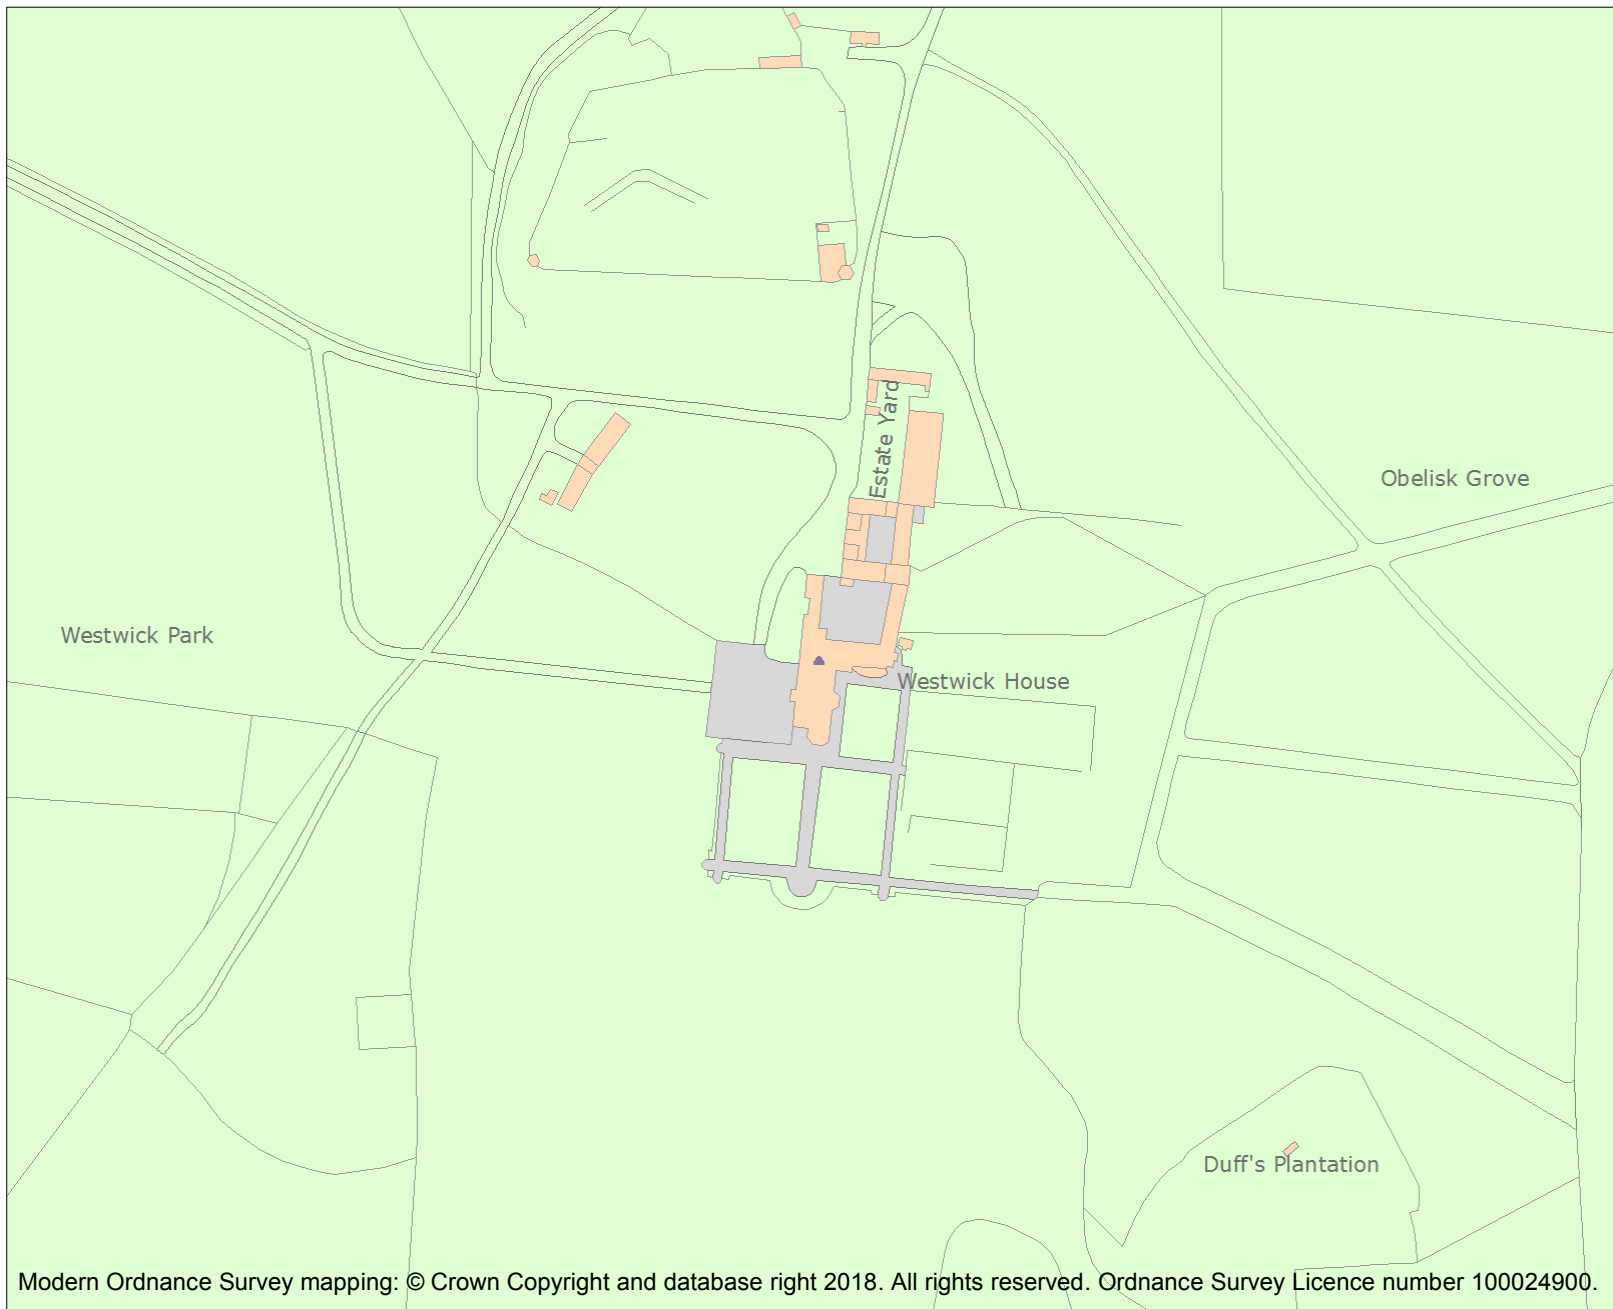 Estate Yard
Obelisk Grove
Westwick Park
Westwick House
Duff's Plantation
Modern Ordnance Survey mapping: © Crown Copyright and database right 2018. All rights reserved. Ordnance Survey Licence number 100024900.